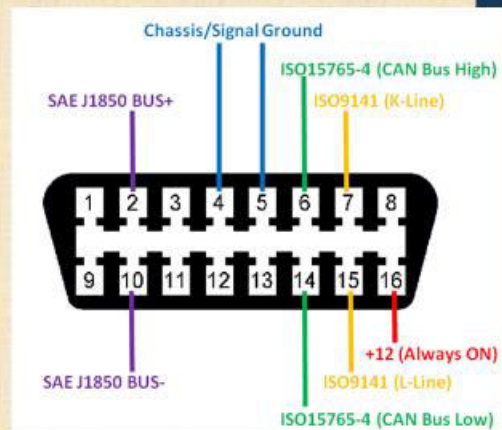 Chassis/Signal Ground
ISO15765-4 (CAN Bus High)
SAE J1850 BUS+
ISO9141 (K-Line)
1 2 3 4 5 6 7 8
9 10 11 12 13 14 15 16
+12 (Always ON)
SAE J1850 BUS-
ISO9141 (L-Line)
ISO15765-4 (CAN Bus Low)